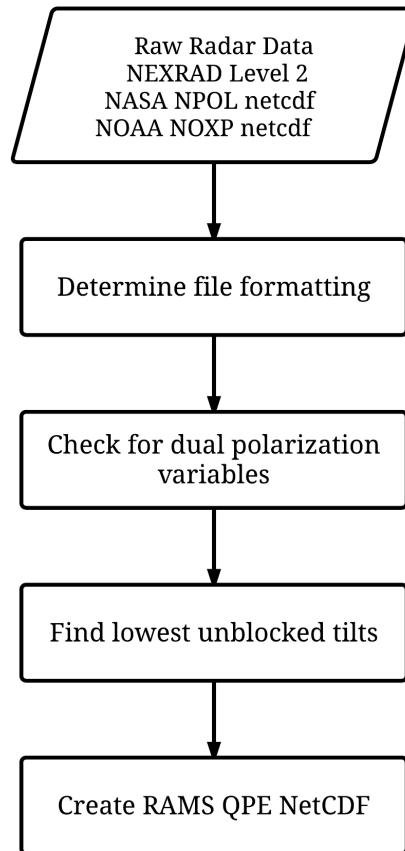 Raw Radar Data
NEXRAD Level 2
NASA NPOL netcdf
NOAA NOXP netcdf
Determine file formatting
Check for dual polarization
variables
Find lowest unblocked tilts
Create RAMS QPE NetCDF